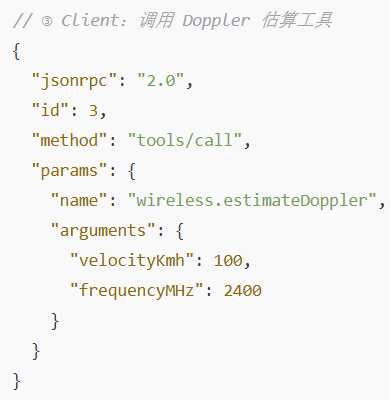 // ③ Client：调用 Doppler 估算工具
{
  "jsonrpc": "2.0",
  "id": 3,
  "method": "tools/call",
  "params": {
    "name": "wireless.estimateDoppler",
    "arguments": {
      "velocityKmh": 100,
      "frequencyMHz": 2400
    }
  }
}